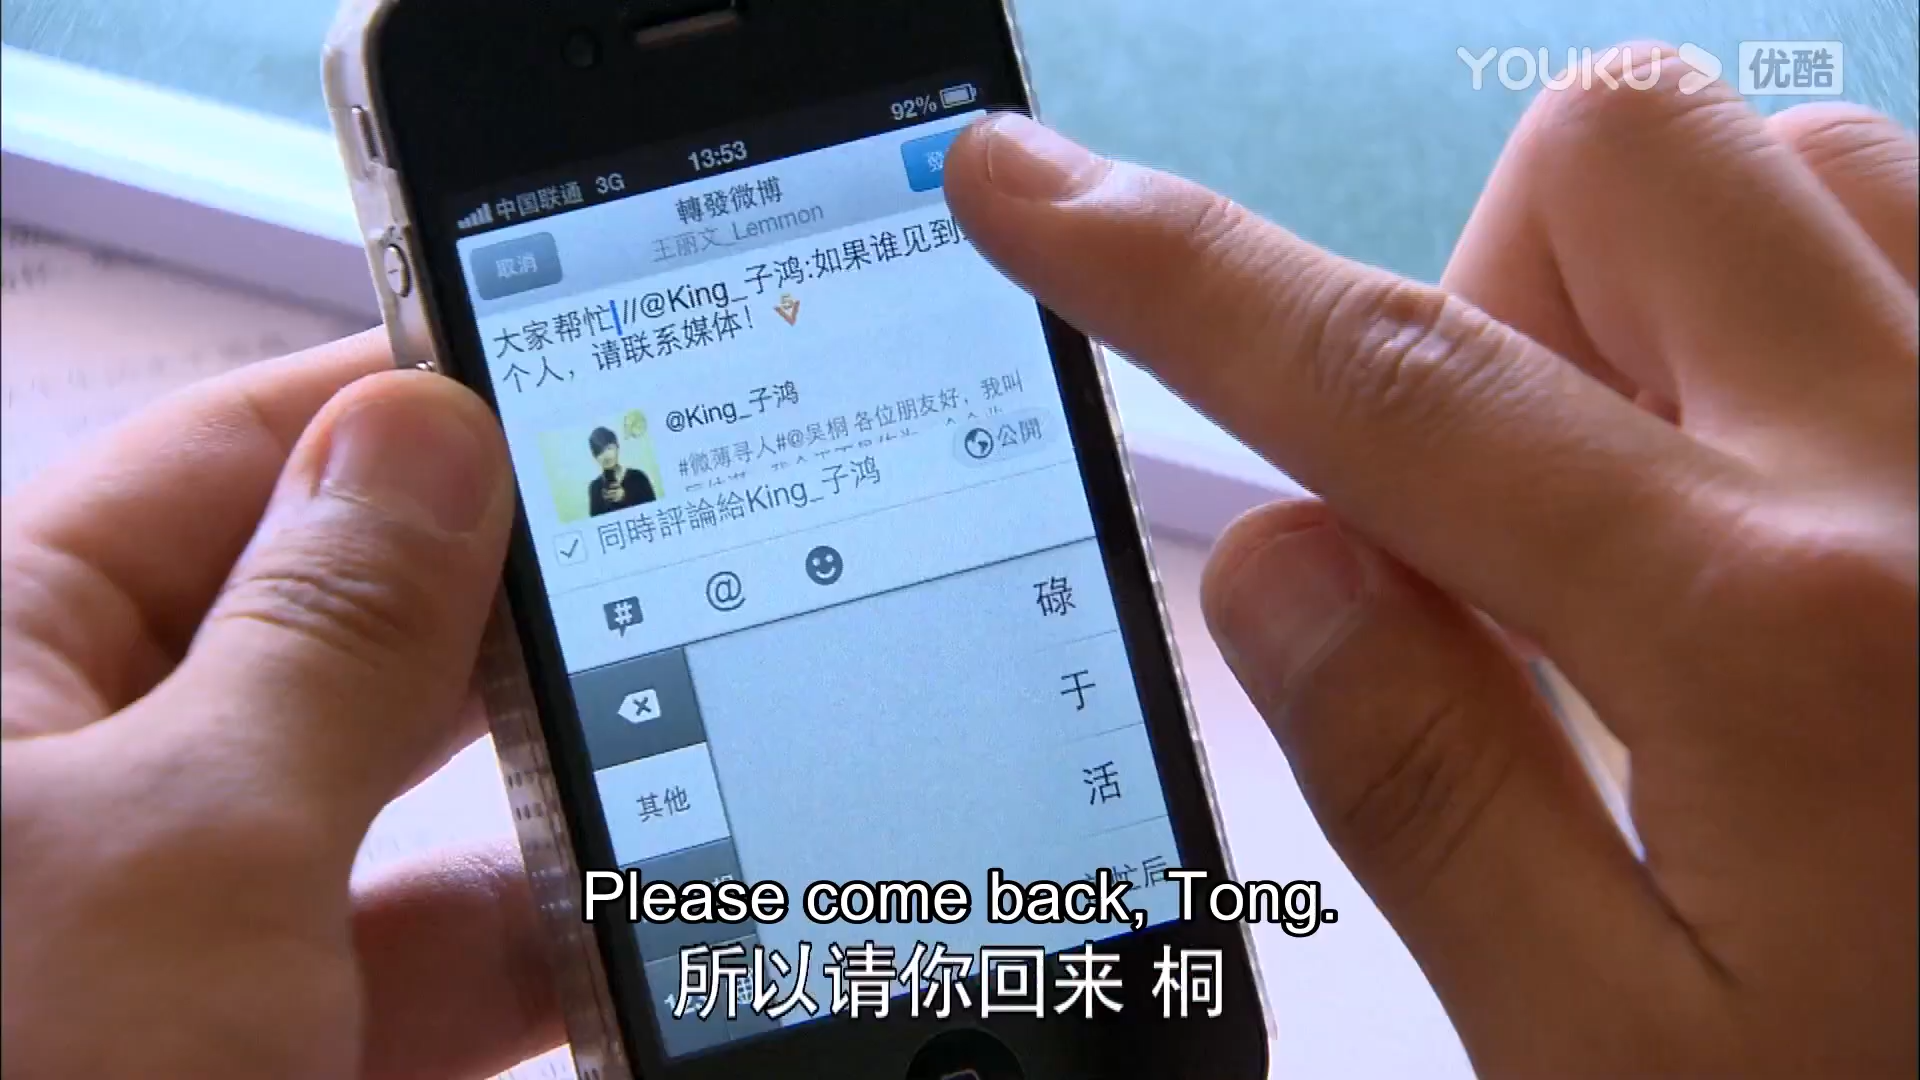 YOUKU 优酷
92%
13:53
中国联通 3G
轉發微博
王丽文_Lemmon
取消
發
大家帮忙//@King_子鸿:如果谁见到
个人，请联系媒体！
@King_子鸿
#微薄寻人#@吴桐 各位朋友好，我叫
公開
同時評論給King_子鸿
#
@
碌
于
活
其他
忙后
Please come back, Tong.
所以请你回来 桐